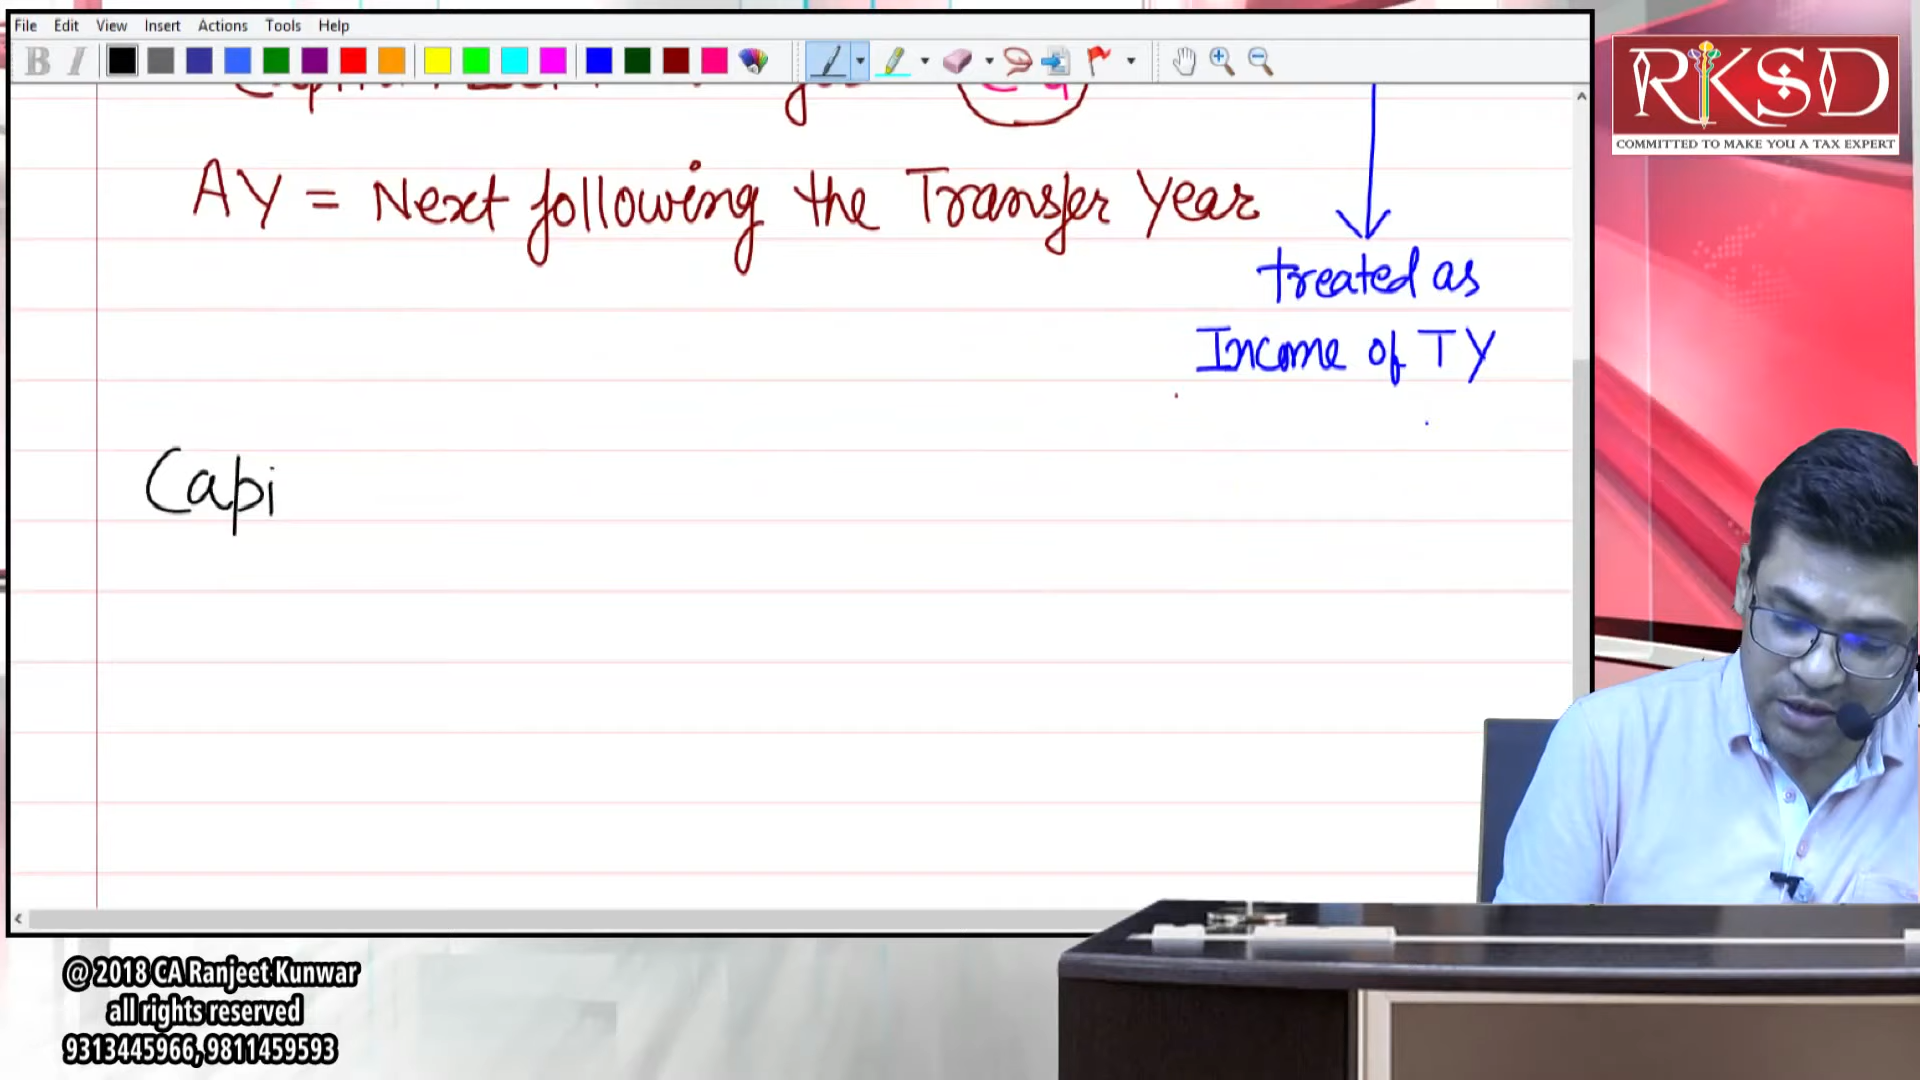 File Edit View Insert Actions Tools Help
B I
RKSD
COMMITTED TO MAKE YOU A TAX EXPERT
AY = Next following the Transfer Year
treated as
Income of TY
Capi
@ 2018 CA Ranjeet Kunwar
all rights reserved
9313445966, 9811459593